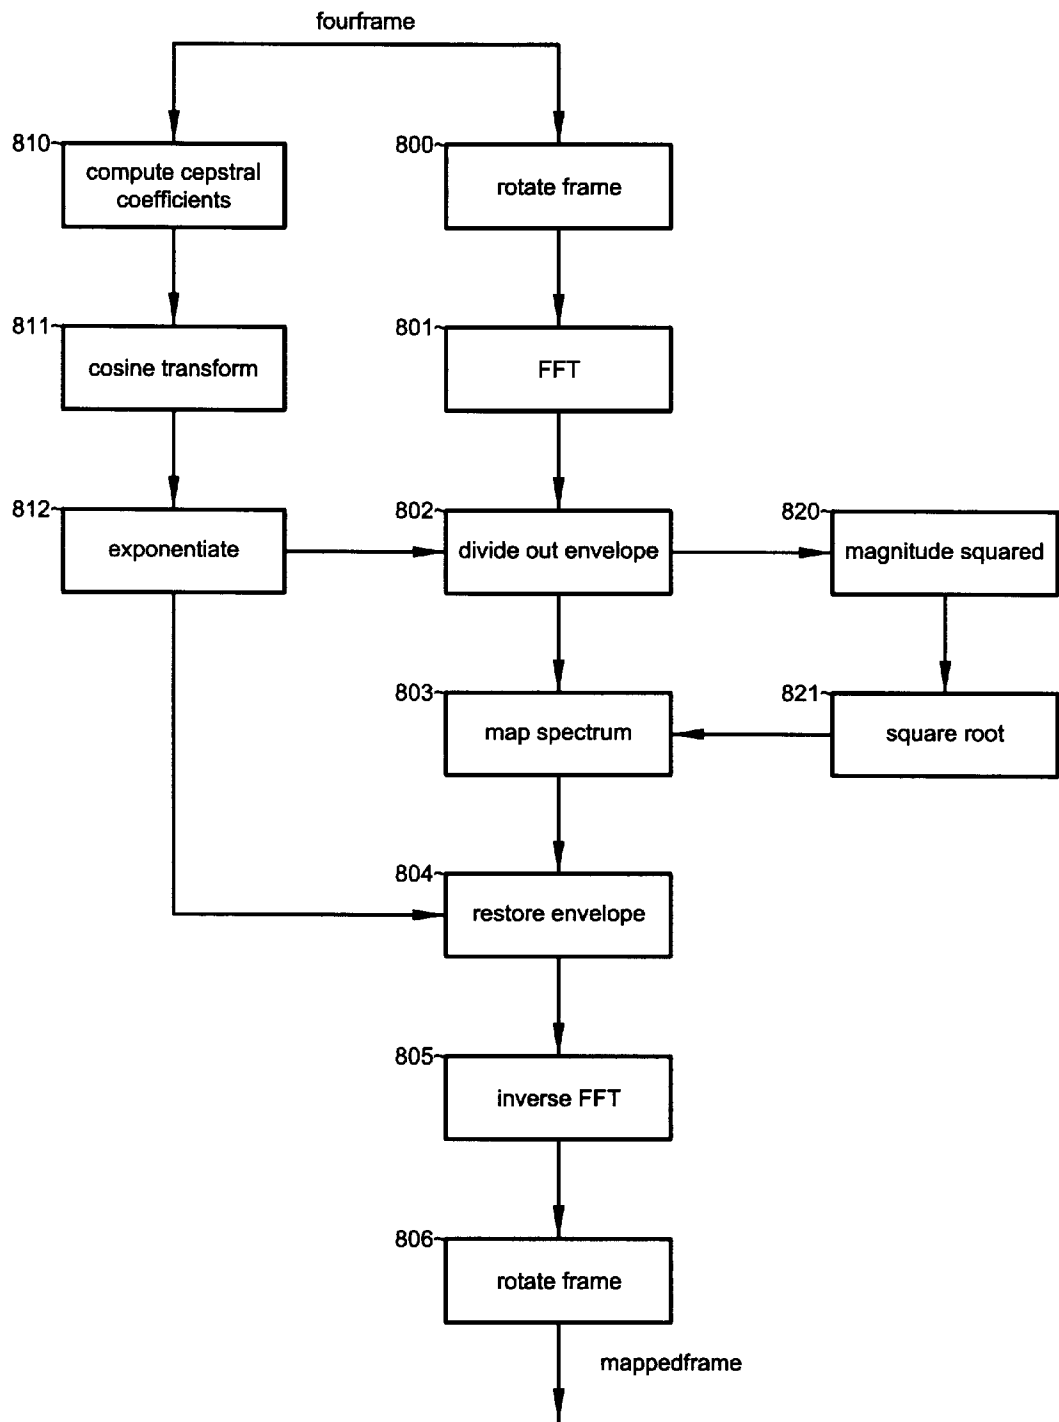 fourframe
810
compute cepstral
coefficients
800
rotate frame
811
cosine transform
801
FFT
812
exponentiate
802
divide out envelope
820
magnitude squared
803
map spectrum
821
square root
804
restore envelope
805
inverse FFT
806
rotate frame
mappedframe